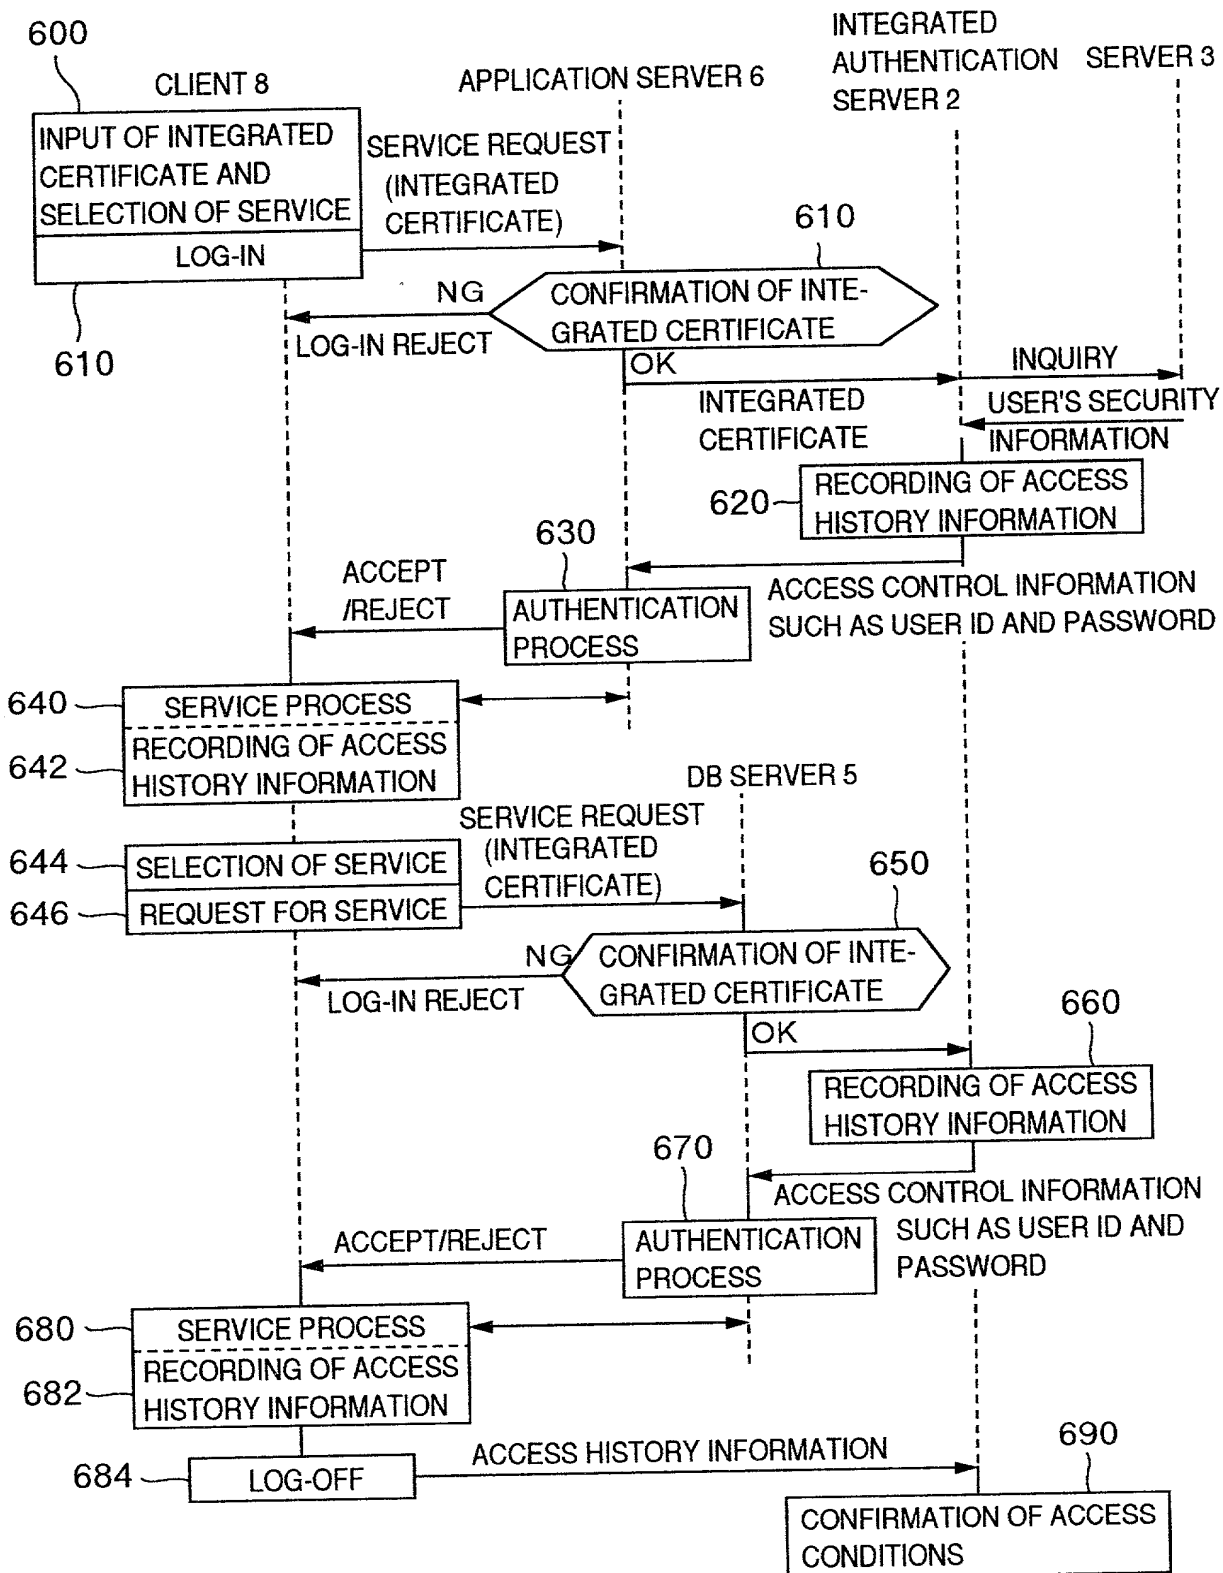 600
CLIENT 8
APPLICATION SERVER 6
INTEGRATED
AUTHENTICATION
SERVER 2
SERVER 3
INPUT OF INTEGRATED
CERTIFICATE AND
SELECTION OF SERVICE
LOG-IN
610
SERVICE REQUEST
(INTEGRATED
CERTIFICATE)
610
CONFIRMATION OF INTE-
GRATED CERTIFICATE
NG
LOG-IN REJECT
OK
INTEGRATED
CERTIFICATE
INQUIRY
USER'S SECURITY
INFORMATION
620
RECORDING OF ACCESS
HISTORY INFORMATION
630
ACCESS CONTROL INFORMATION
SUCH AS USER ID AND PASSWORD
AUTHENTICATION
PROCESS
ACCEPT
/REJECT
640
SERVICE PROCESS
642
RECORDING OF ACCESS
HISTORY INFORMATION
DB SERVER 5
644
SELECTION OF SERVICE
646
REQUEST FOR SERVICE
SERVICE REQUEST
(INTEGRATED
CERTIFICATE)
650
CONFIRMATION OF INTE-
GRATED CERTIFICATE
NG
LOG-IN REJECT
OK
660
RECORDING OF ACCESS
HISTORY INFORMATION
670
ACCESS CONTROL INFORMATION
SUCH AS USER ID AND
PASSWORD
AUTHENTICATION
PROCESS
ACCEPT/REJECT
680
SERVICE PROCESS
682
RECORDING OF ACCESS
HISTORY INFORMATION
684
LOG-OFF
ACCESS HISTORY INFORMATION
690
CONFIRMATION OF ACCESS
CONDITIONS